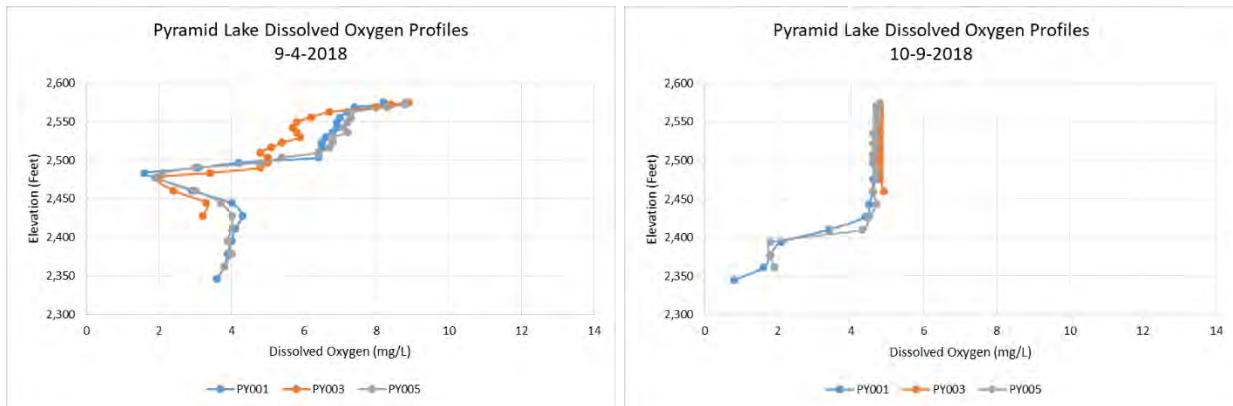 Pyramid Lake Dissolved Oxygen Profiles
9-4-2018
2,600
2,550
2,500
2,450
2,400
2,350
2,300
Elevation (Feet)
0 2 4 6 8 10 12 14
Dissolved Oxygen (mg/L)
PY001 PY003 PY005
Pyramid Lake Dissolved Oxygen Profiles
10-9-2018
2,600
2,550
2,500
2,450
2,400
2,350
2,300
Elevation (Feet)
0 2 4 6 8 10 12 14
Dissolved Oxygen (mg/L)
PY001 PY003 PY005